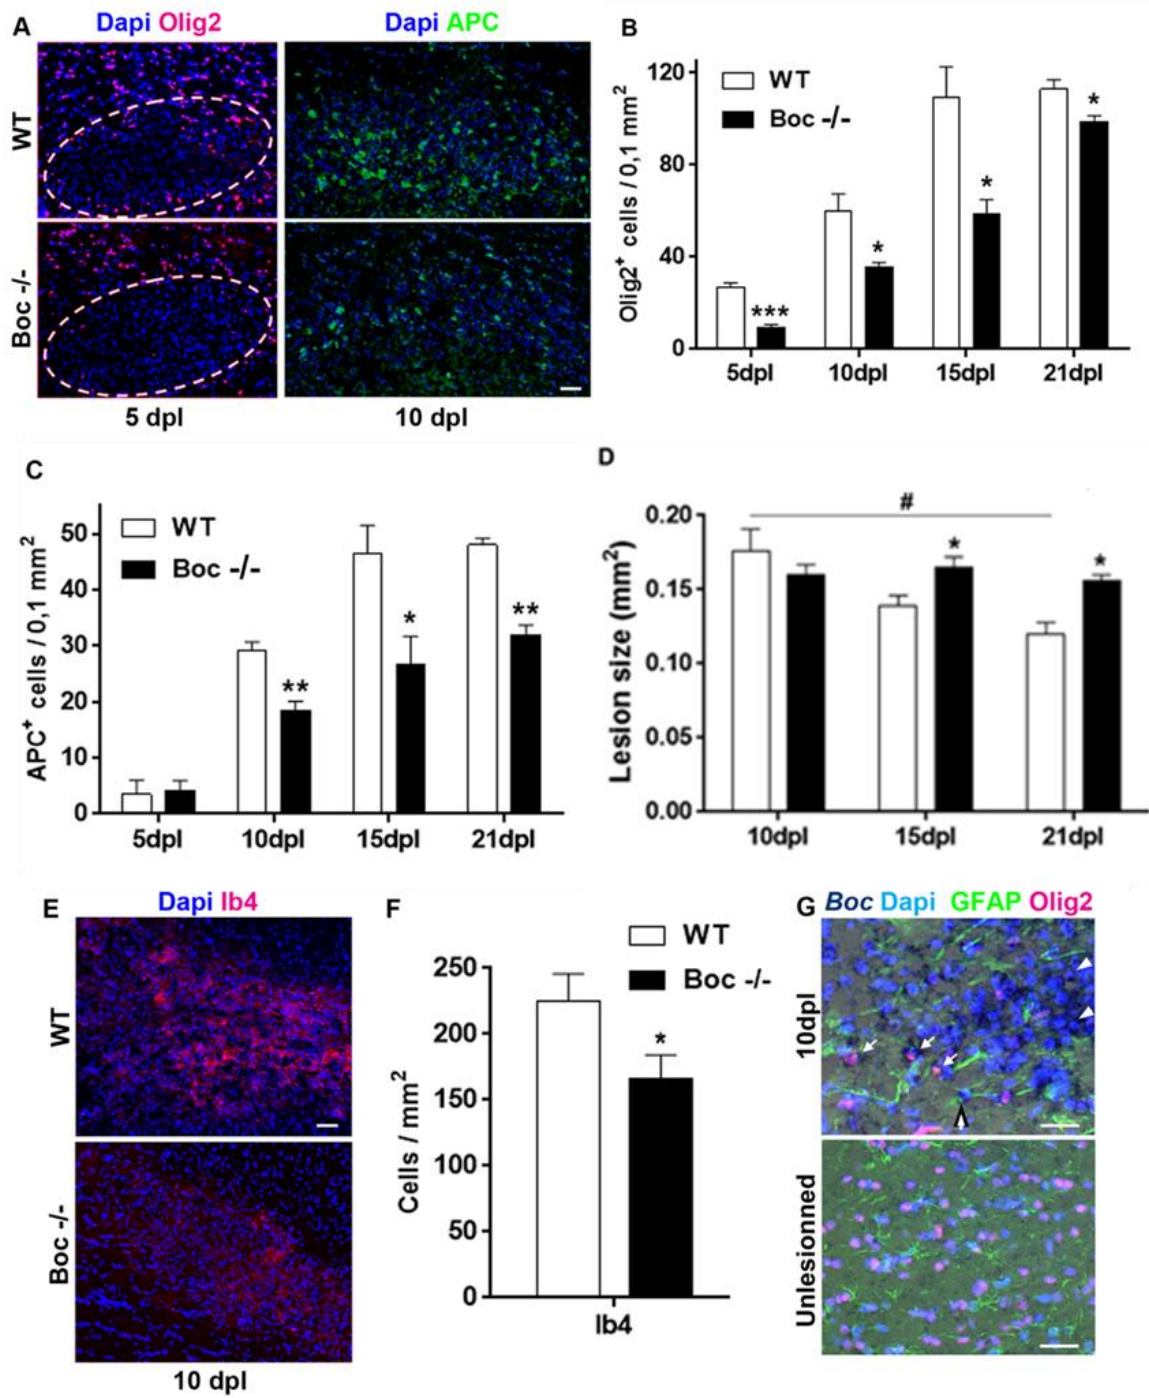 A
Dapi Olig2
Dapi APC
WT
Boc -/-
5 dpl
10 dpl
B
WT
Boc -/-
Olig2+ cells / 0,1 mm2
120
80
40
0
***
*
*
*
5dpl
10dpl
15dpl
21dpl
C
WT
Boc -/-
APC+ cells / 0,1 mm2
50
40
30
20
10
0
**
*
**
5dpl
10dpl
15dpl
21dpl
D
#
Lesion size (mm2)
0.20
0.15
0.10
0.05
0.00
*
*
10dpl
15dpl
21dpl
E
Dapi Ib4
WT
Boc -/-
10 dpl
F
WT
Boc -/-
Cells / mm2
250
200
150
100
50
0
*
Ib4
G
Boc Dapi GFAP Olig2
10dpl
Unlesionned